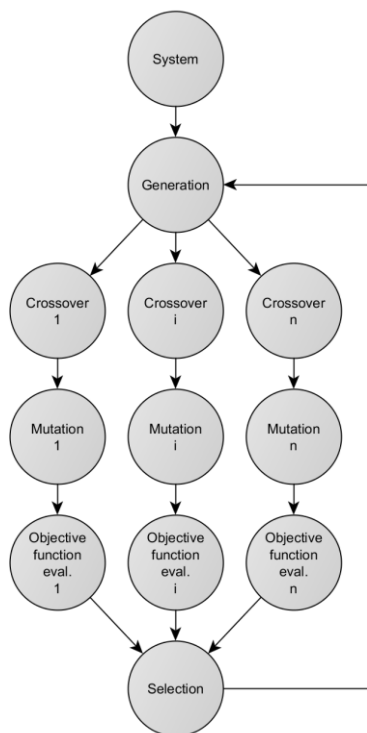 System
Generation
Crossover
1
Crossover
i
Crossover
n
Mutation
1
Mutation
i
Mutation
n
Objective
function
eval.
1
Objective
function
eval.
i
Objective
function
eval.
n
Selection